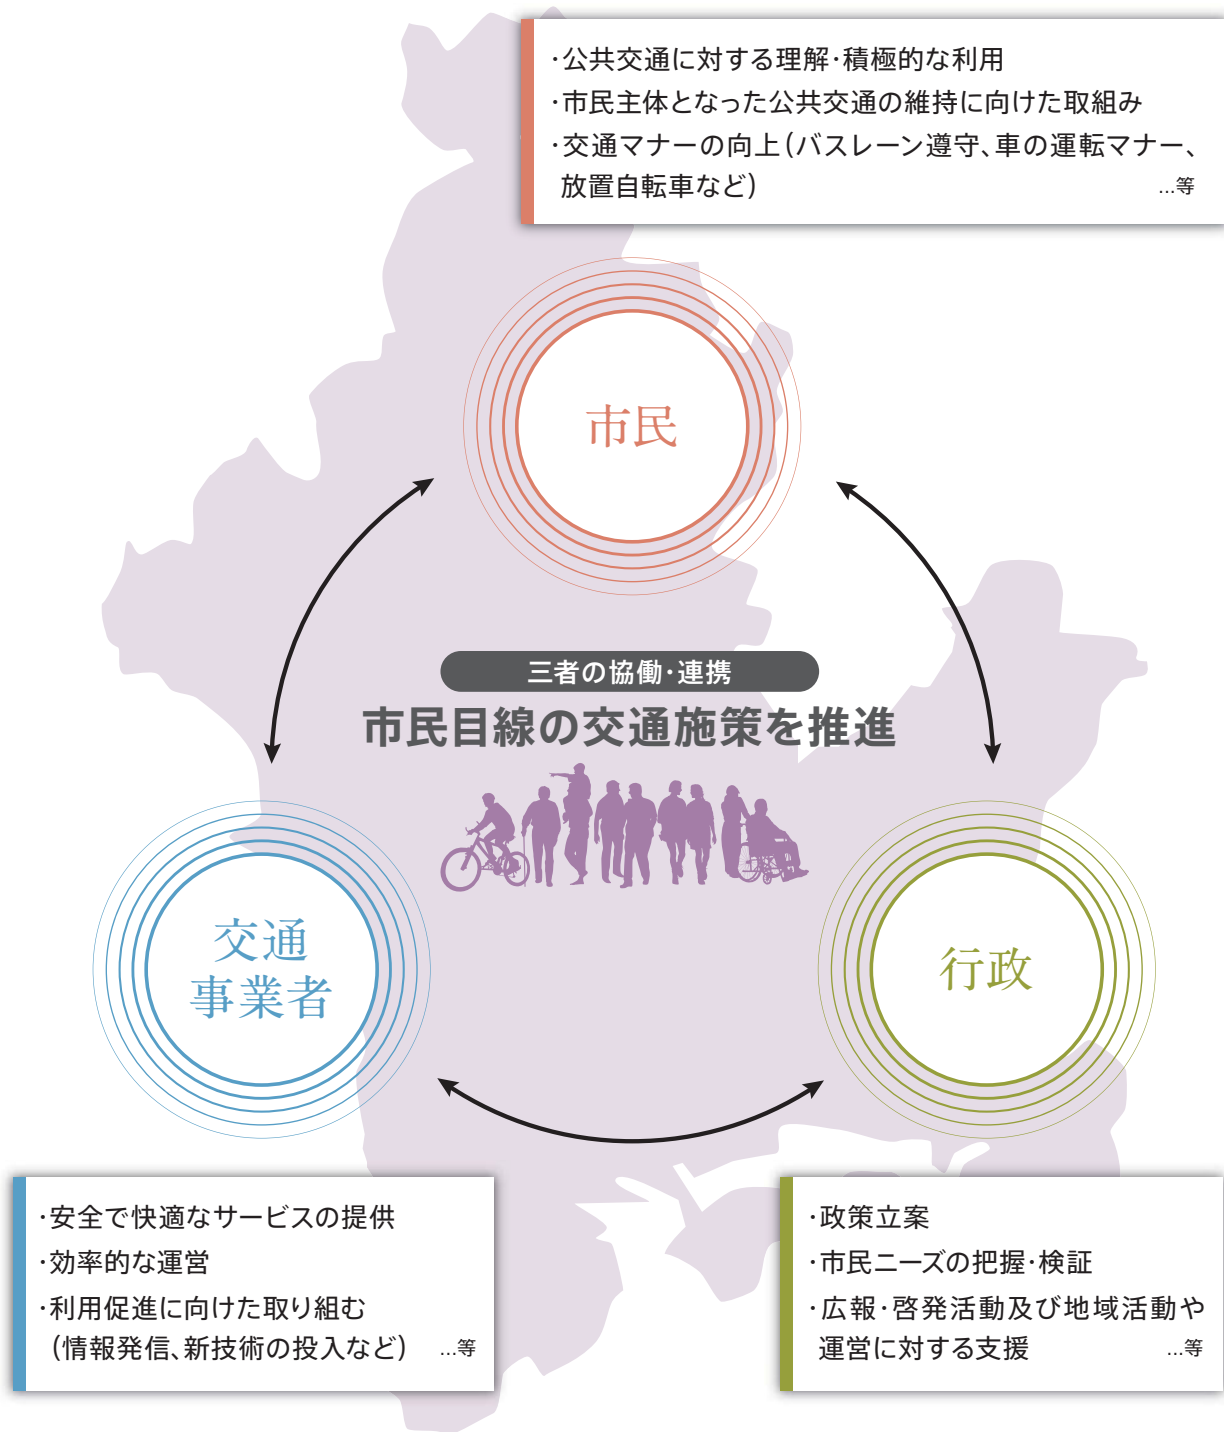 ・公共交通に対する理解・積極的な利用
・市民主体となった公共交通の維持に向けた取組み
・交通マナーの向上(バスレーン遵守、車の運転マナー、
放置自転車など)
...等
市民
三者の協働・連携
市民目線の交通施策を推進
交通
事業者
行政
・安全で快適なサービスの提供
・効率的な運営
・利用促進に向けた取り組む
(情報発信、新技術の投入など)
...等
・政策立案
・市民ニーズの把握・検証
・広報・啓発活動及び地域活動や
運営に対する支援
...等